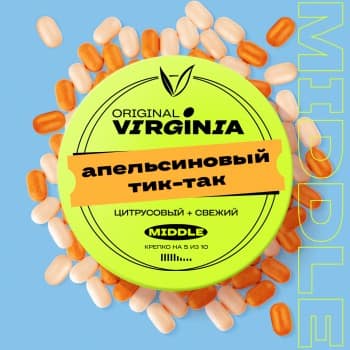 ORIGINAL
VIRGINIA
апельсиновый
тик-так
ЦИТРУСОВЫЙ + СВЕЖИЙ
MIDDLE
КРЕПКО НА 5 ИЗ 10
MIDDLE